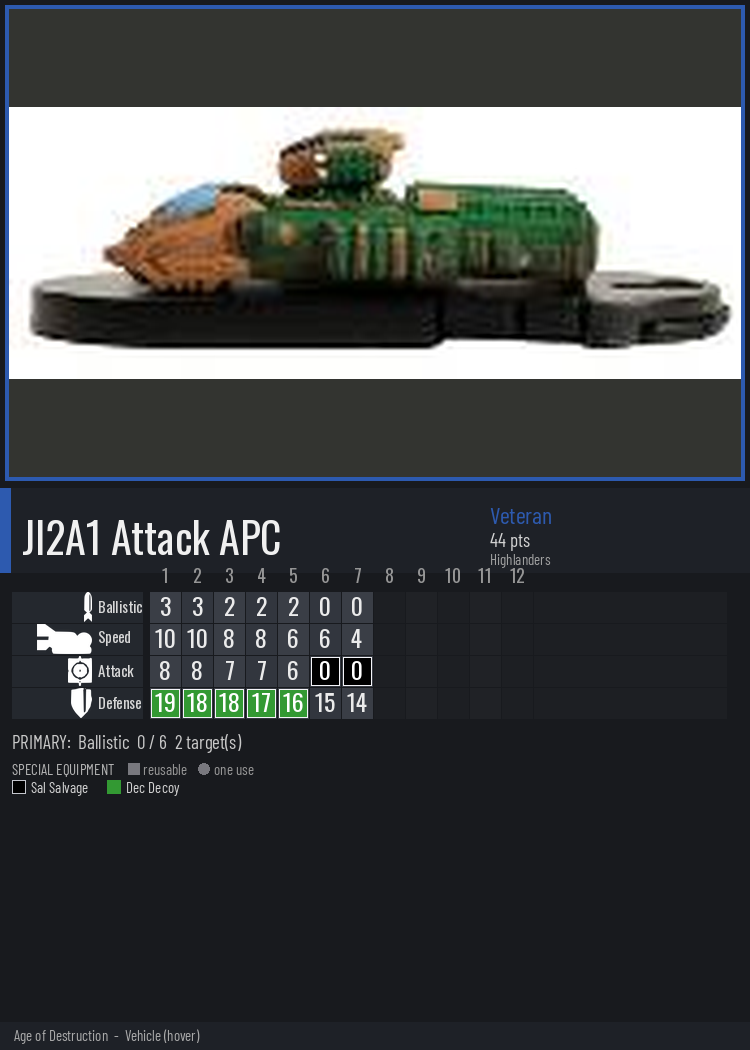 JI2A1 Attack APC
Veteran
44 pts
Highlanders
1 2 3 4 5 6 7 8 9 10 11 12
Ballistic 3 3 2 2 2 0 0
Speed 10 10 8 8 6 6 4
Attack 8 8 7 7 6 0 0
Defense 19 18 18 17 16 15 14
PRIMARY: Ballistic 0 / 6 2 target(s)
SPECIAL EQUIPMENT reusable one use
Sal Salvage Dec Decoy
Age of Destruction - Vehicle (hover)